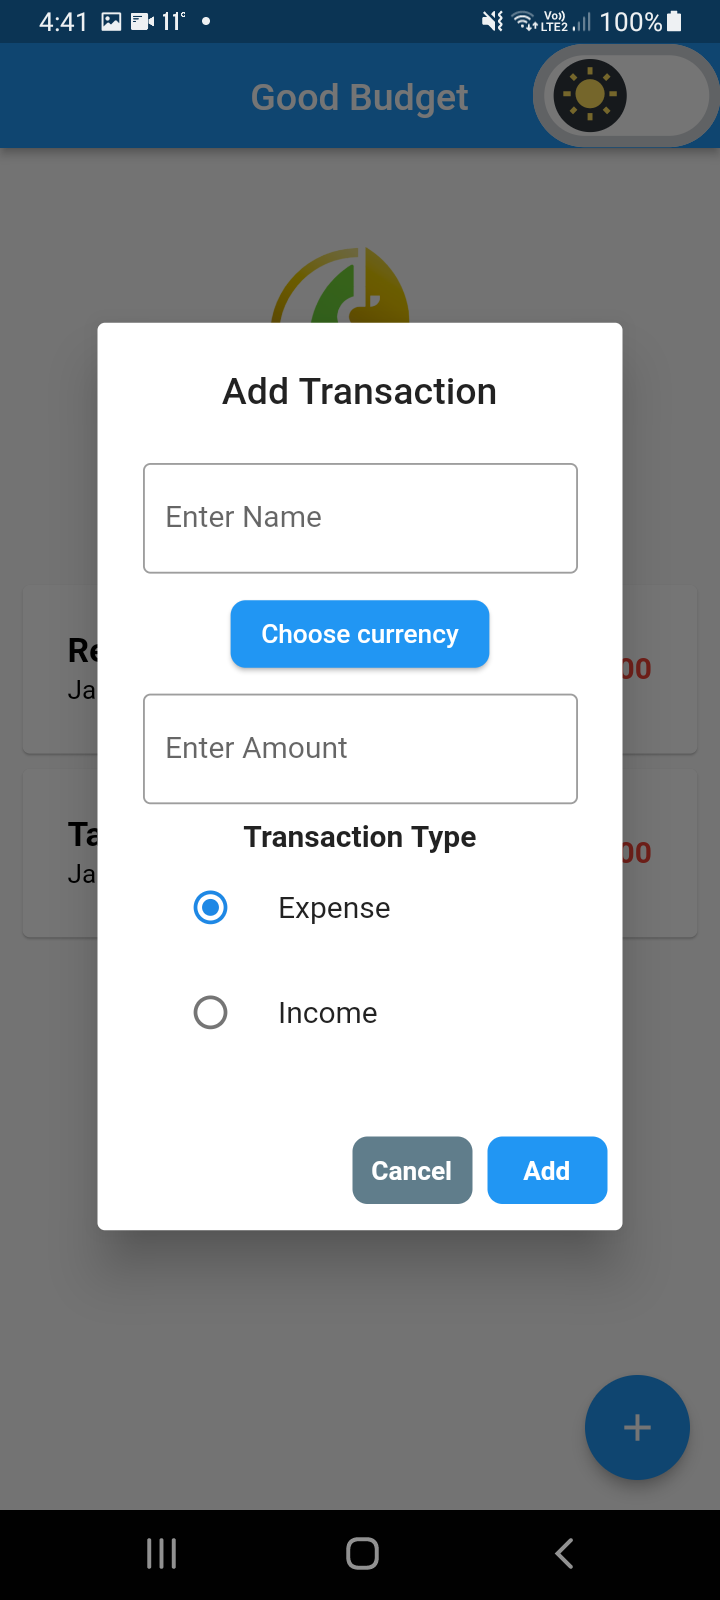 4:41 11° Vo)) LTE2 100%
Good Budget
Add Transaction
Enter Name
Choose currency
Re
00
Ja
Enter Amount
Transaction Type
Ta
00
Ja
Expense
Income
Cancel Add
+